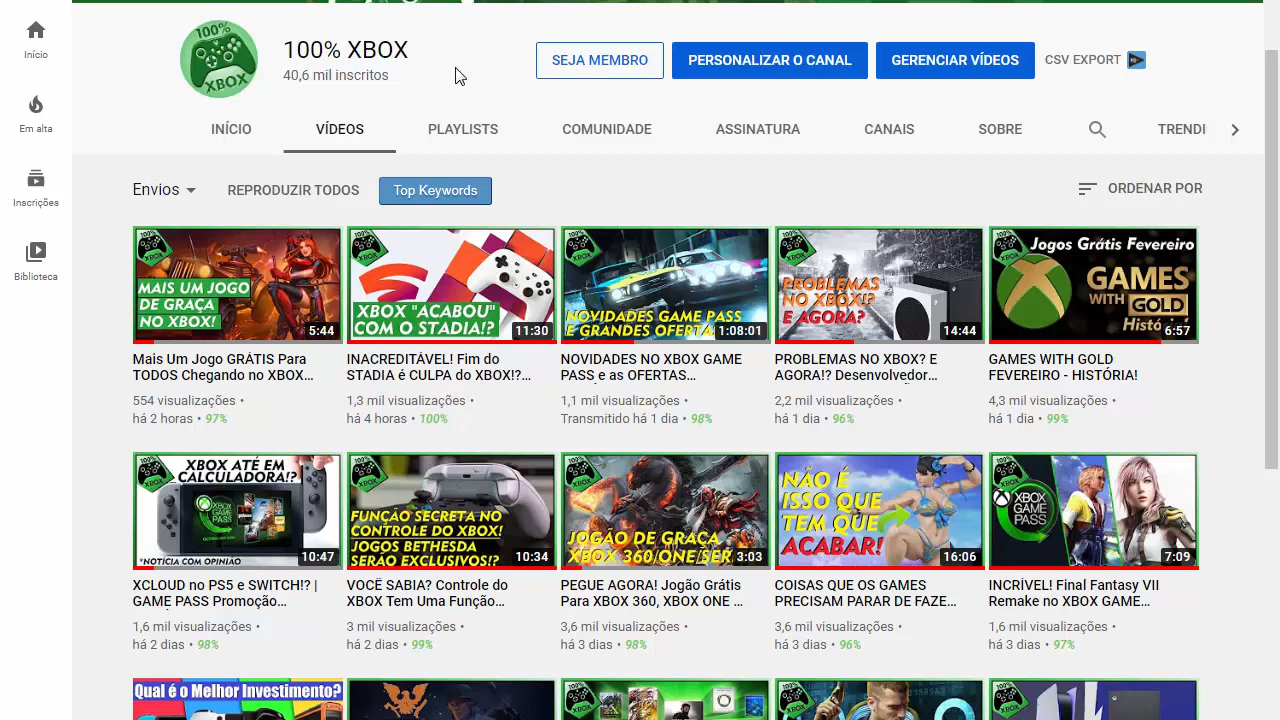 100% XBOX
40,6 mil inscritos
SEJA MEMBRO
PERSONALIZAR O CANAL
GERENCIAR VÍDEOS
CSV EXPORT
Início
Em alta
Inscrições
Biblioteca
100%
XBOX
INÍCIO
VÍDEOS
PLAYLISTS
COMUNIDADE
ASSINATURA
CANAIS
SOBRE
TRENDI
Envios
REPRODUZIR TODOS
Top Keywords
ORDENAR POR
MAIS UM JOGO
DE GRAÇA
NO XBOX!
5:44
XBOX "ACABOU"
COM O STADIA!?
11:30
NOVIDADES GAME PASS
E GRANDES OFERTA
1:08:01
PROBLEMAS
NO XBOX!?
E AGORA?
14:44
Jogos Grátis Fevereiro
GAMES
WITH GOLD
Histó
6:57
Mais Um Jogo GRÁTIS Para
TODOS Chegando no XBOX...
554 visualizações •
há 2 horas • 97%
INACREDITÁVEL! Fim do
STADIA é CULPA do XBOX!?...
1,3 mil visualizações •
há 4 horas • 100%
NOVIDADES NO XBOX GAME
PASS e as OFERTAS...
1,1 mil visualizações •
Transmitido há 1 dia • 98%
PROBLEMAS NO XBOX? E
AGORA!? Desenvolvedor...
2,2 mil visualizações •
há 1 dia • 96%
GAMES WITH GOLD
FEVEREIRO - HISTÓRIA!
4,3 mil visualizações •
há 1 dia • 99%
XBOX ATÉ EM
CALCULADORA!?
XBOX
GAME PASS
*NOTÍCIA COM OPINIÃO
10:47
FUNÇÃO SECRETA NO
CONTROLE DO XBOX!
JOGOS BETHESDA
SERÃO EXCLUSIVOS!?
10:34
JOGÃO DE GRAÇA
XBOX 360/ONE/SER
3:03
NÃO É
ISSO QUE
TEM QUE
ACABAR!
16:06
XBOX
GAME PASS
7:09
XCLOUD no PS5 e SWITCH!? |
GAME PASS Promoção...
1,6 mil visualizações •
há 2 dias • 98%
VOCÊ SABIA? Controle do
XBOX Tem Uma Função...
3 mil visualizações •
há 2 dias • 99%
PEGUE AGORA! Jogão Grátis
Para XBOX 360, XBOX ONE ...
3,6 mil visualizações •
há 3 dias • 98%
COISAS QUE OS GAMES
PRECISAM PARAR DE FAZE...
3,6 mil visualizações •
há 3 dias • 96%
INCRÍVEL! Final Fantasy VII
Remake no XBOX GAME...
1,6 mil visualizações •
há 3 dias • 97%
Qual é o Melhor Investimento?